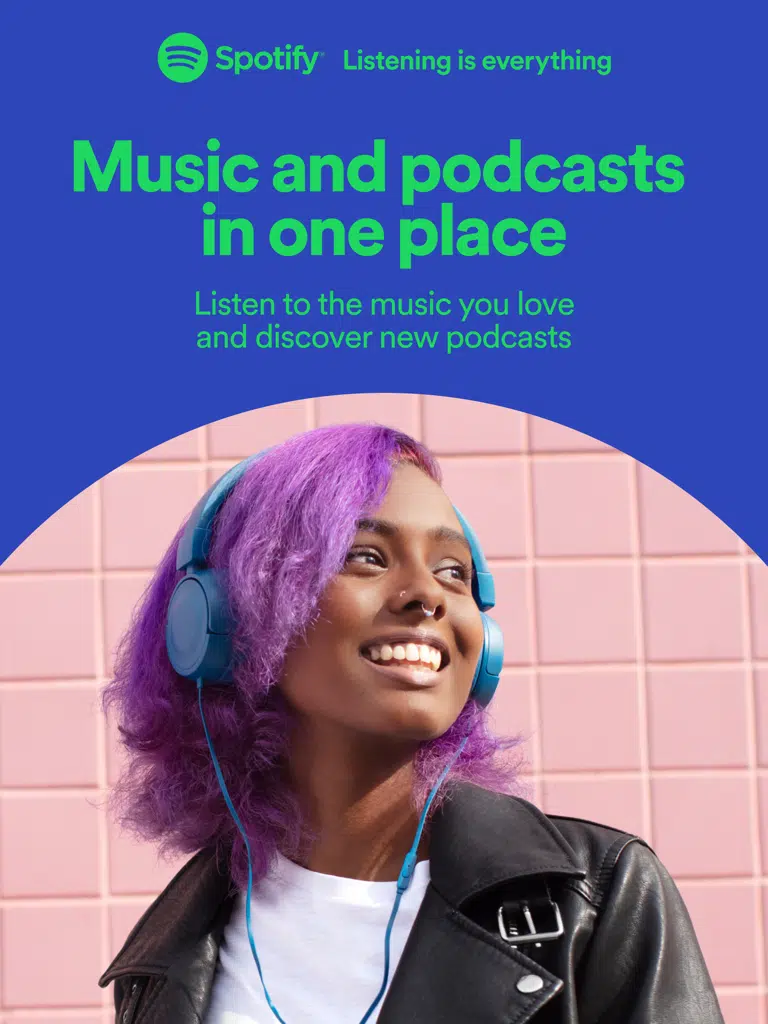 Spotify® Listening is everything
Music and podcasts
in one place
Listen to the music you love
and discover new podcasts